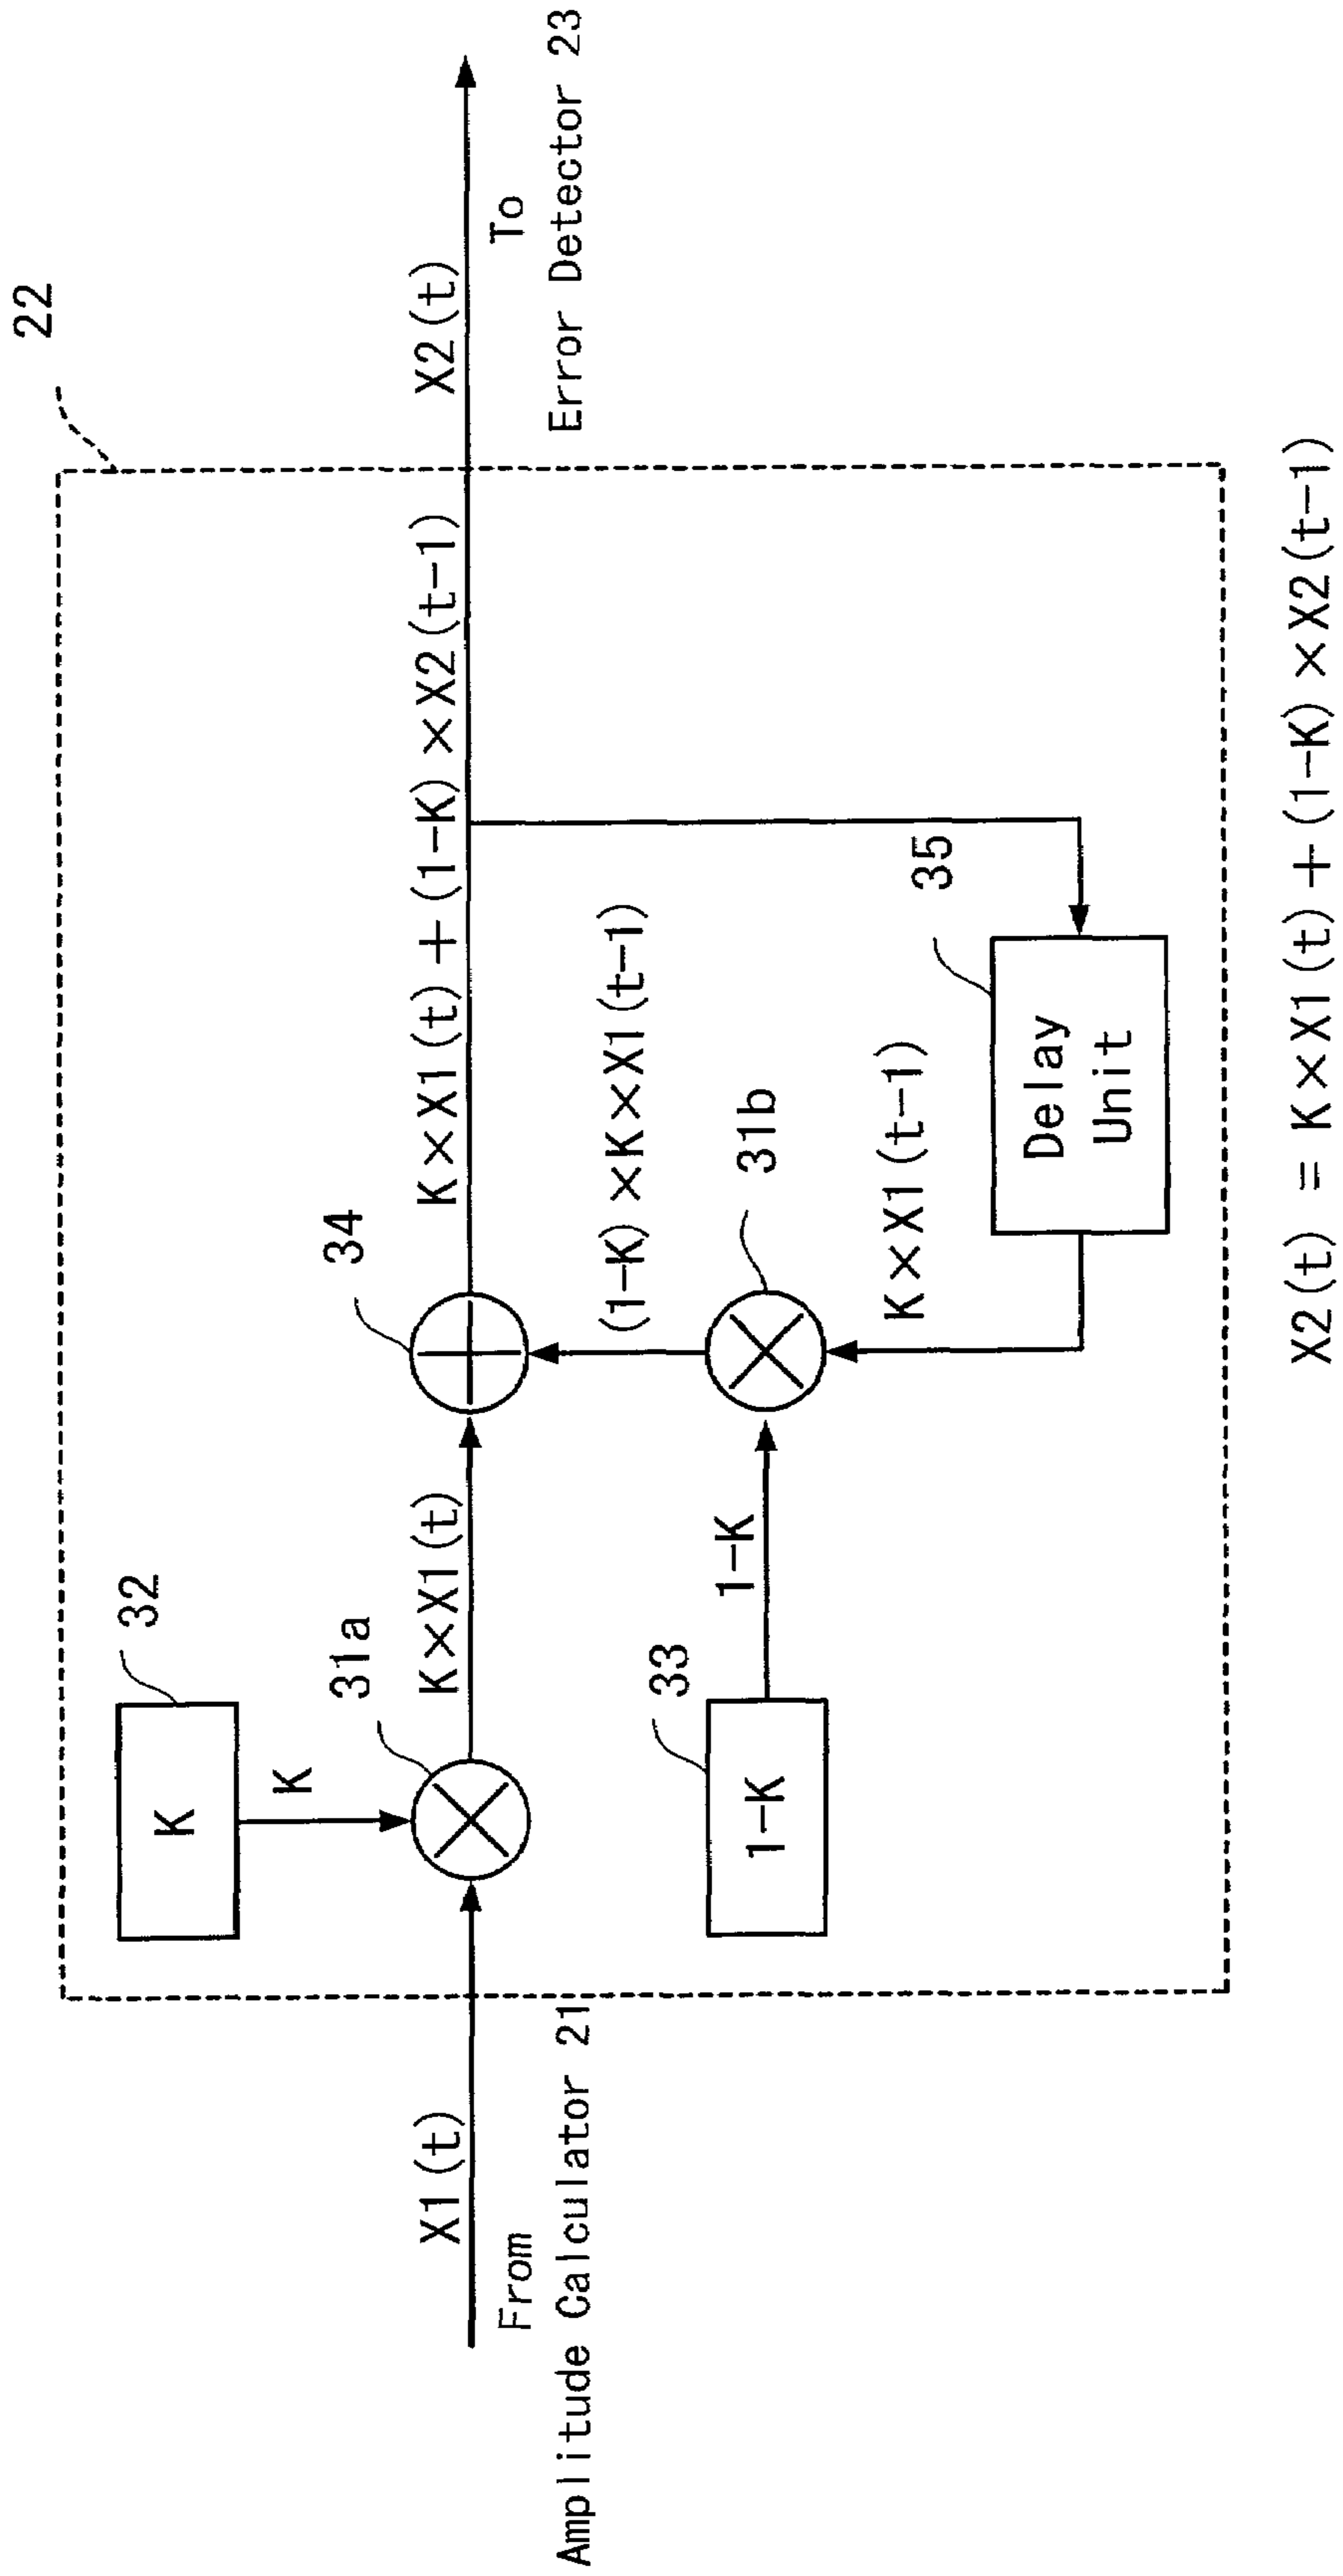 22
32
K
K
31a
34
X1(t)
K×X1(t)
K×X1(t)+(1-K)×X2(t-1)
X2(t)
From
Amplitude Calculator 21
To
Error Detector 23
33
1-K
1-K
(1-K)×K×X1(t-1)
31b
K×X1(t-1)
35
Delay
Unit
X2(t) = K×X1(t)+(1-K)×X2(t-1)